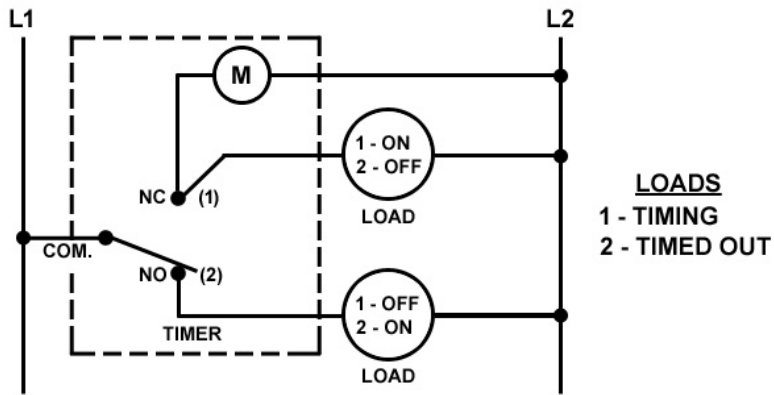 L1
L2
M
1 - ON
2 - OFF
NC
(1)
LOAD
LOADS
1 - TIMING
2 - TIMED OUT
COM.
NO
(2)
1 - OFF
2 - ON
TIMER
LOAD